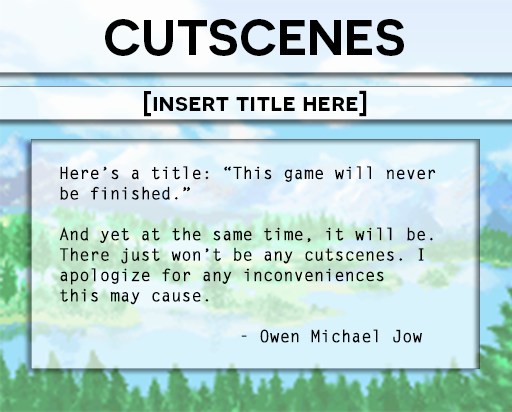 CUTSCENES
[INSERT TITLE HERE]
Here’s a title: “This game will never
be finished.”
And yet at the same time, it will be.
There just won’t be any cutscenes. I
apologize for any inconveniences
this may cause.
- Owen Michael Jow